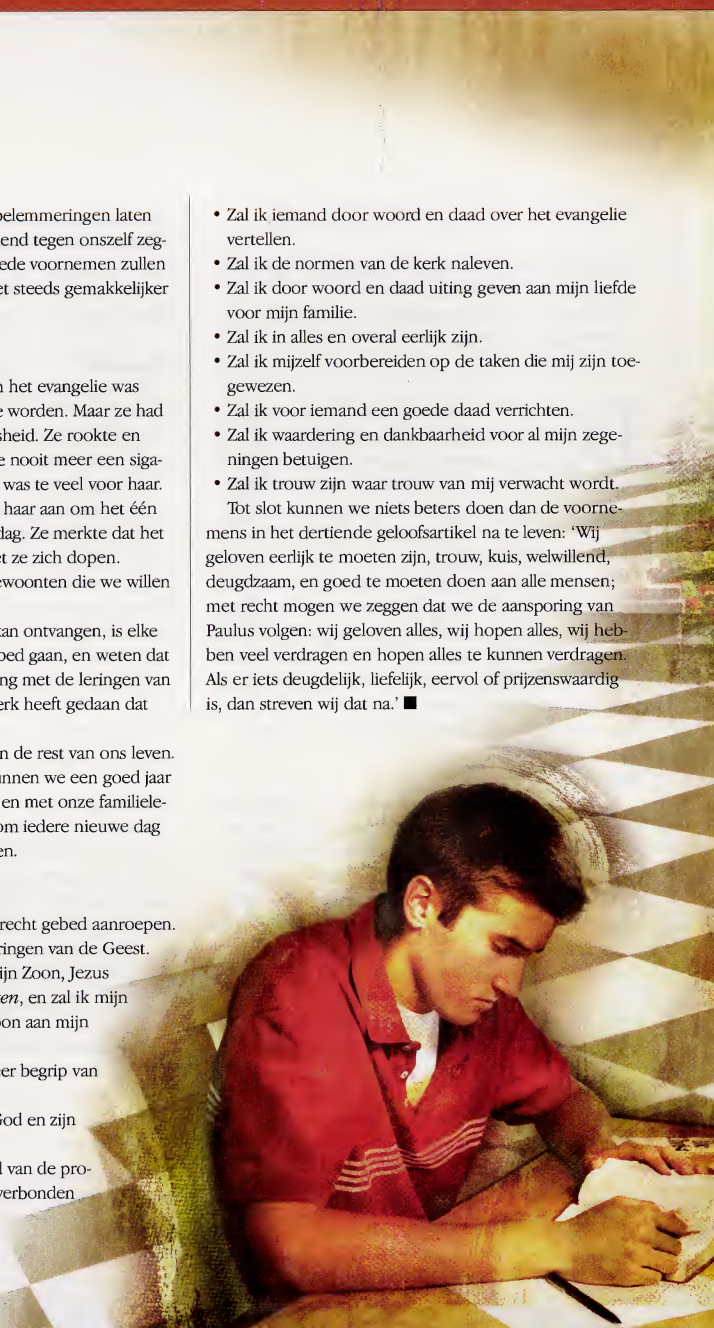 belemmeringen laten
end tegen onszelf zeg-
ede voornemen zullen
et steeds gemakkelijker
n het evangelie was
e worden. Maar ze had
sheid. Ze rookte en
e nooit meer een siga-
was te veel voor haar.
haar aan om het één
dag. Ze merkte dat het
et ze zich dopen.
ewoonten die we willen
kan ontvangen, is elke
oed gaan, en weten dat
ng met de leringen van
erk heeft gedaan dat
n de rest van ons leven.
unnen we een goed jaar
en met onze familiele-
om iedere nieuwe dag
en.
recht gebed aanroepen.
ringen van de Geest.
ijn Zoon, Jezus
en, en zal ik mijn
oon aan mijn
er begrip van
God en zijn
l van de pro-
verbonden
• Zal ik iemand door woord en daad over het evangelie
vertellen.
• Zal ik de normen van de kerk naleven.
• Zal ik door woord en daad uiting geven aan mijn liefde
voor mijn familie.
• Zal ik in alles en overal eerlijk zijn.
• Zal ik mijzelf voorbereiden op de taken die mij zijn toe-
gewezen.
• Zal ik voor iemand een goede daad verrichten.
• Zal ik waardering en dankbaarheid voor al mijn zege-
ningen betuigen.
• Zal ik trouw zijn waar trouw van mij verwacht wordt.
Tot slot kunnen we niets beters doen dan de voorne-
mens in het dertiende geloofsartikel na te leven: ‘Wij
geloven eerlijk te moeten zijn, trouw, kuis, welwillend,
deugdzaam, en goed te moeten doen aan alle mensen;
met recht mogen we zeggen dat we de aansporing van
Paulus volgen: wij geloven alles, wij hopen alles, wij heb-
ben veel verdragen en hopen alles te kunnen verdragen.
Als er iets deugdelijk, liefelijk, eervol of prijzenswaardig
is, dan streven wij dat na.’ ■